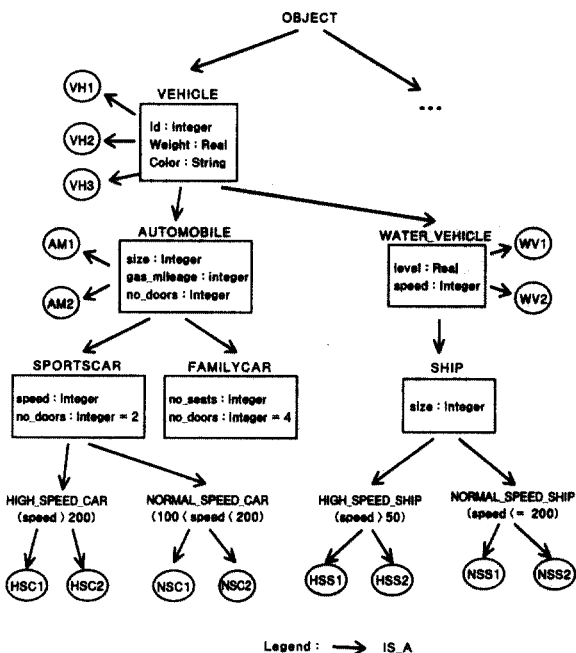 OBJECT
VEHICLE
...
VH1
Id : Integer
VH2
Weight : Real
Color : String
VH3
AUTOMOBILE
WATER_VEHICLE
AM1
size : Integer
gas_mileage : integer
no_doors : Integer
AM2
level : Real
speed : Integer
WV1
WV2
SPORTSCAR
FAMILYCAR
SHIP
speed : Integer
no_doors : Integer = 2
no_seats : Integer
no_doors : Integer = 4
size : Integer
HIGH_SPEED_CAR
(speed > 200)
NORMAL_SPEED_CAR
(100 < speed < 200)
HIGH_SPEED_SHIP
(speed > 50)
NORMAL_SPEED_SHIP
(speed <= 200)
HSC1
HSC2
NSC1
NSC2
HSS1
HSS2
NSS1
NSS2
Legend : → IS_A